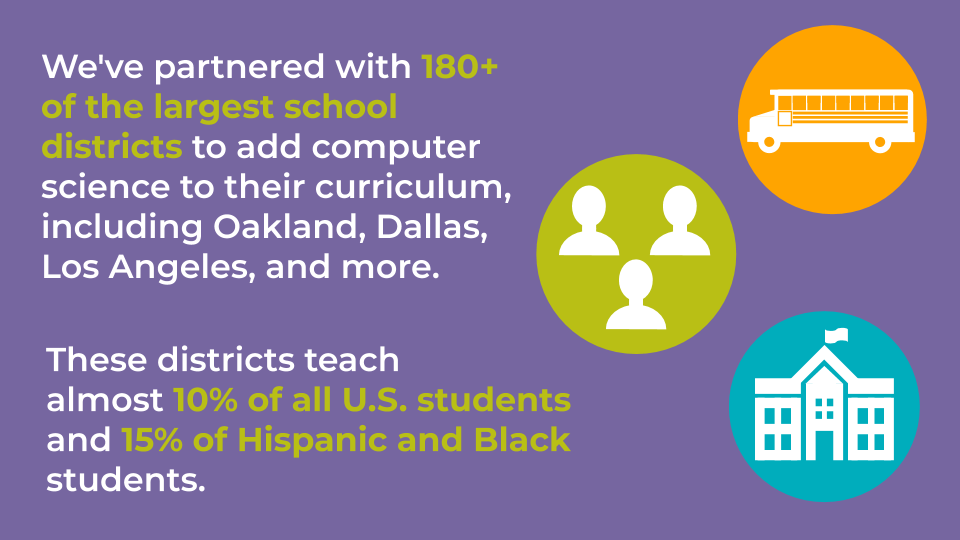 We've partnered with 180+
of the largest school
districts to add computer
science to their curriculum,
including Oakland, Dallas,
Los Angeles, and more.
These districts teach
almost 10% of all U.S. students
and 15% of Hispanic and Black
students.